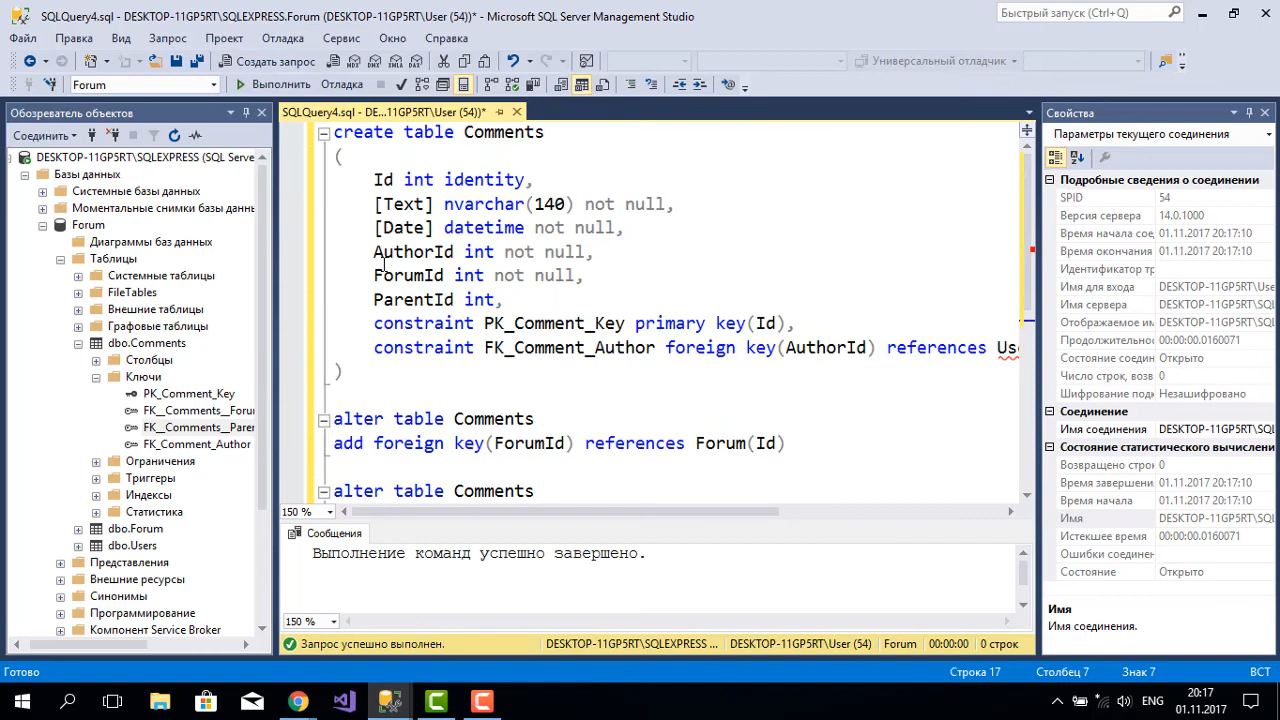 SQLQuery4.sql - DESKTOP-11GP5RT\SQLEXPRESS.Forum (DESKTOP-11GP5RT\User (54))* - Microsoft SQL Server Management Studio
Быстрый запуск (Ctrl+Q)
Файл Правка Вид Запрос Проект Отладка Сервис Окно Справка
Создать запрос
Универсальный отладчик
Forum
Выполнить Отладка
Обозреватель объектов
Соединить
DESKTOP-11GP5RT\SQLEXPRESS (SQL Serve
Базы данных
Системные базы данных
Моментальные снимки базы даннь
Forum
Диаграммы баз данных
Таблицы
Системные таблицы
FileTables
Внешние таблицы
Графовые таблицы
dbo.Comments
Столбцы
Ключи
PK_Comment_Key
FK__Comments__Foru
FK__Comments__Parer
FK_Comment_Author
Ограничения
Триггеры
Индексы
Статистика
dbo.Forum
dbo.Users
Представления
Внешние ресурсы
Синонимы
Программирование
Компонент Service Broker
SQLQuery4.sql - DE...11GP5RT\User (54))*
create table Comments
(
Id int identity,
[Text] nvarchar(140) not null,
[Date] datetime not null,
AuthorId int not null,
ForumId int not null,
ParentId int,
constraint PK_Comment_Key primary key(Id),
constraint FK_Comment_Author foreign key(AuthorId) references Use
)
alter table Comments
add foreign key(ForumId) references Forum(Id)
alter table Comments
150 %
Сообщения
Выполнение команд успешно завершено.
150 %
Запрос успешно выполнен.
DESKTOP-11GP5RT\SQLEXPRESS ...
DESKTOP-11GP5RT\User (54)
Forum
00:00:00
0 строк
Свойства
Параметры текущего соединения
Подробные сведения о соединении
SPID 54
Версия сервера 14.0.1000
Время начала сое 01.11.2017 20:17:10
Время окончания 01.11.2017 20:17:10
Идентификатор т
Имя для входа DESKTOP-11GP5RT\Use
Имя сервера DESKTOP-11GP5RT\SQ
Отображаемое им DESKTOP-11GP5RT\SQ
Продолжительно 00:00:00.0160071
Состояние соедин Открыто
Число строк, возв 0
Шифрование подк Незашифровано
Соединение
Имя соединения DESKTOP-11GP5RT\SQ
Состояние статистического вычислени
Возвращено строк 0
Время завершени 01.11.2017 20:17:10
Время начала 01.11.2017 20:17:10
Имя DESKTOP-11GP5RT\SQ
Истекшее время 00:00:00.0160071
Ошибки соединен
Состояние Открыто
Имя
Имя соединения.
Готово
Строка 17
Столбец 7
Знак 7
ВСТ
ENG
20:17
01.11.2017